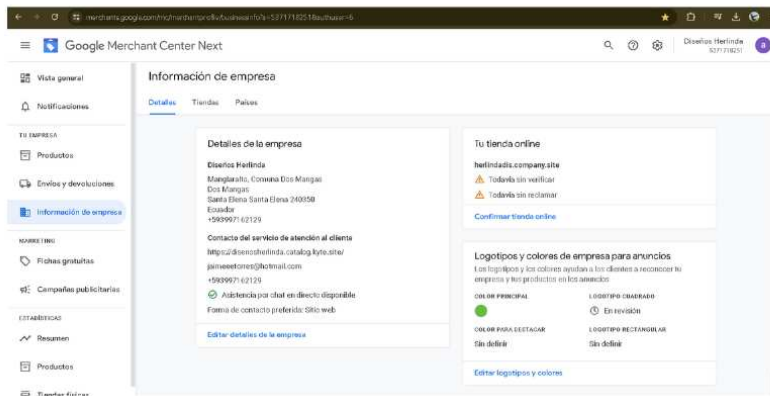 merchants.google.com/mc/merchantprofile/businessinfo?a=5371718251&authuser=6
Google Merchant Center Next
Diseños Herlinda
5371718251
a
Vista general
Notificaciones
TU EMPRESA
Productos
Envíos y devoluciones
Información de empresa
MARKETING
Fichas gratuitas
Campañas publicitarias
ESTADÍSTICAS
Resumen
Productos
Tiendas físicas
Información de empresa
Detalles Tiendas Países
Detalles de la empresa
Diseños Herlinda
Manglaralto, Comuna Dos Mangas
Dos Mangas
Santa Elena Santa Elena 240350
Ecuador
+593997162129
Contacto del servicio de atención al cliente
https://disenosherlinda.catalog.kyte.site/
jaimeeetorres@hotmail.com
+593997162129
Asistencia por chat en directo disponible
Forma de contacto preferida: Sitio web
Editar detalles de la empresa
Tu tienda online
herlindadis.company.site
Todavía sin verificar
Todavía sin reclamar
Confirmar tienda online
Logotipos y colores de empresa para anuncios
Los logotipos y los colores ayudan a los clientes a reconocer tu
empresa y tus productos en los anuncios
COLOR PRINCIPAL
LOGOTIPO CUADRADO
En revisión
COLOR PARA DESTACAR
Sin definir
LOGOTIPO RECTANGULAR
Sin definir
Editar logotipos y colores